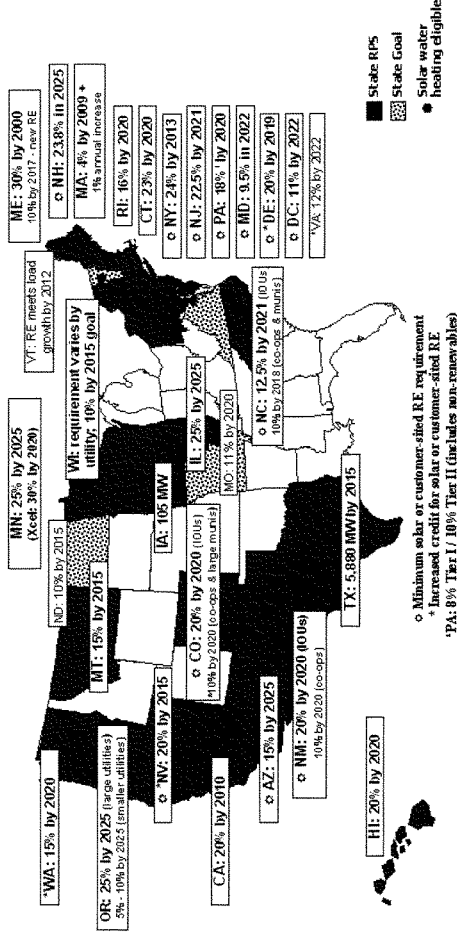 *WA: 15% by 2020
OR: 25% by 2025 (large utilities)
5% - 10% by 2025 (smaller utilities)
☼ *NV: 20% by 2015
CA: 20% by 2010
☼ AZ: 15% by 2025
☼ NM: 20% by 2020 (IOUs)
10% by 2020 (co-ops)
HI: 20% by 2020
MN: 25% by 2025
(Xcel: 30% by 2020)
ND: 10% by 2015
MT: 15% by 2015
WI: requirement varies by
utility; 10% by 2015 goal
IA: 105 MW
☼ CO: 20% by 2020 (IOUs)
*10% by 2020 (co-ops & large munis)
IL: 25% by 2025
MO: 11% by 2020
☼ NC: 12.5% by 2021 (IOUs)
10% by 2018 (co-ops & munis)
TX: 5,880 MW by 2015
VT: RE meets load
growth by 2012
ME: 30% by 2000
10% by 2017 - new RE
☼ NH: 23.8% in 2025
MA: 4% by 2009 +
1% annual increase
RI: 16% by 2020
CT: 23% by 2020
☼ NY: 24% by 2013
☼ NJ: 22.5% by 2021
☼ PA: 18%¹ by 2020
☼ MD: 9.5% in 2022
☼ *DE: 20% by 2019
☼ DC: 11% by 2022
*VA: 12% by 2022
State RPS
State Goal
Solar water
heating eligible
☼ Minimum solar or customer-sited RE requirement
* Increased credit for solar or customer-sited RE
¹PA: 8% Tier I / 10% Tier II (includes non-renewables)